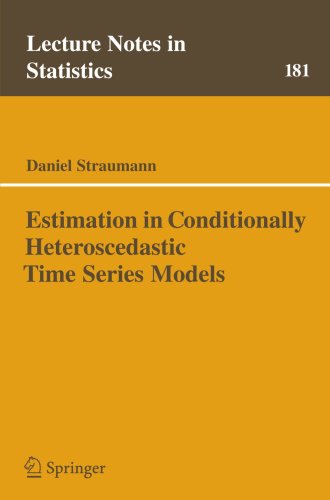 Lecture Notes in
Statistics
181
Daniel Straumann
Estimation in Conditionally
Heteroscedastic
Time Series Models
Springer